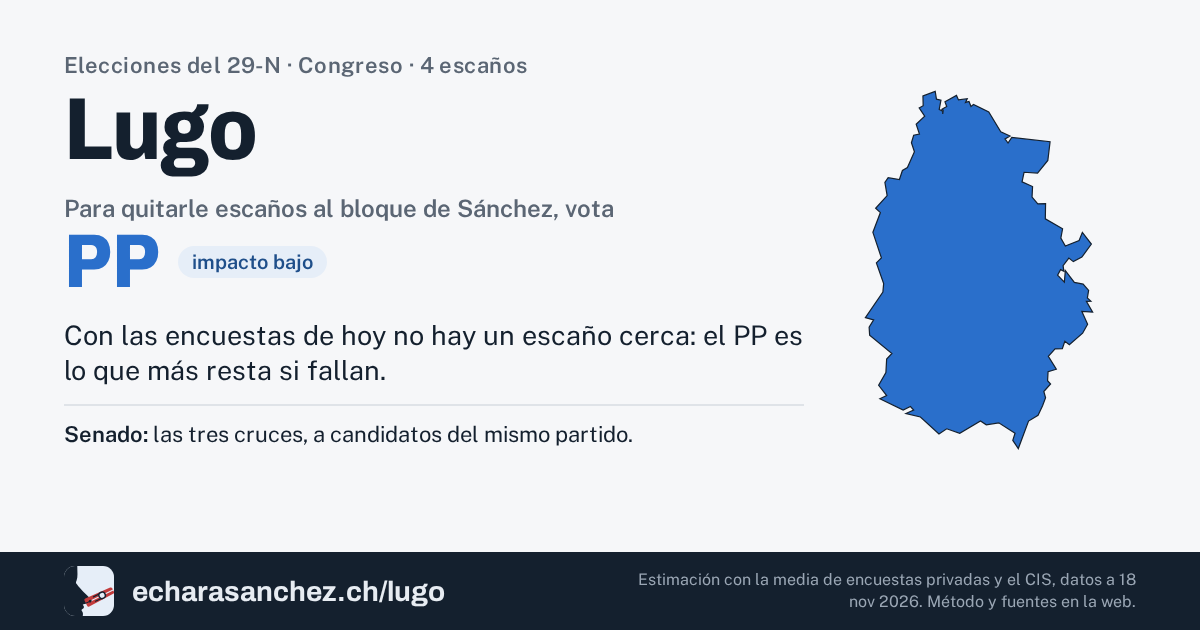 Elecciones del 29-N · Congreso · 4 escaños
Lugo
Para quitarle escaños al bloque de Sánchez, vota
PP
impacto bajo
Con las encuestas de hoy no hay un escaño cerca: el PP es
lo que más resta si fallan.
Senado: las tres cruces, a candidatos del mismo partido.
echarasanchez.ch/lugo
Estimación con la media de encuestas privadas y el CIS, datos a 18
nov 2026. Método y fuentes en la web.